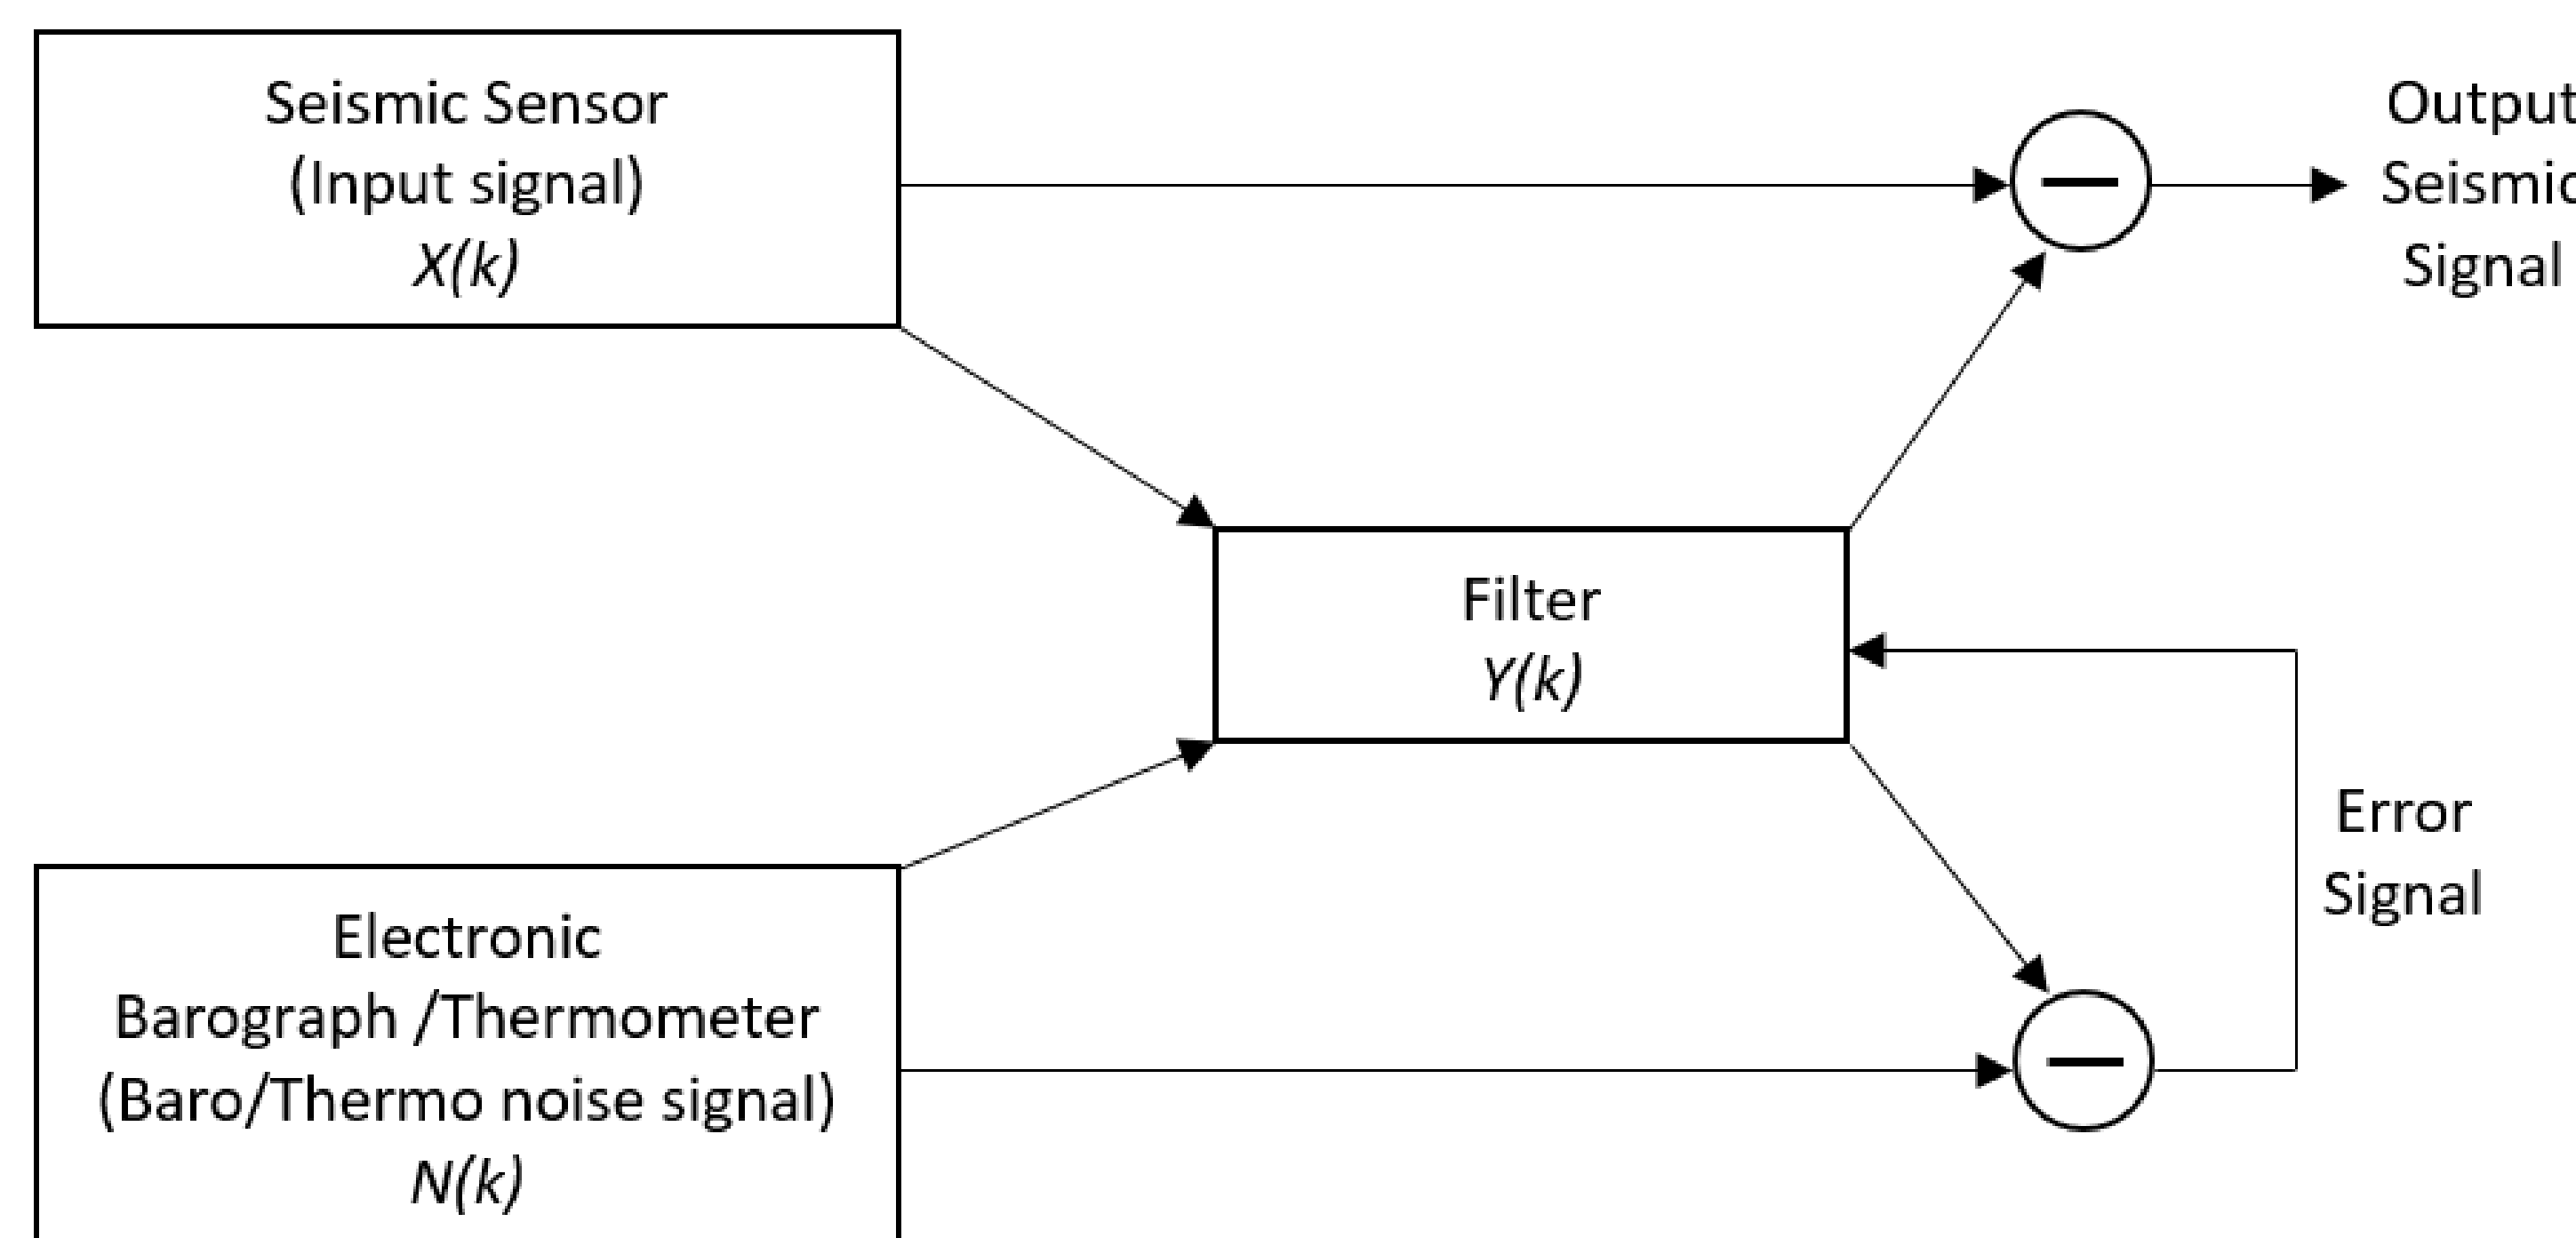 Seismic Sensor
(Input signal)
X(k)
Output
Seismic
Signal
Filter
Y(k)
Error
Signal
Electronic
Barograph /Thermometer
(Baro/Thermo noise signal)
N(k)